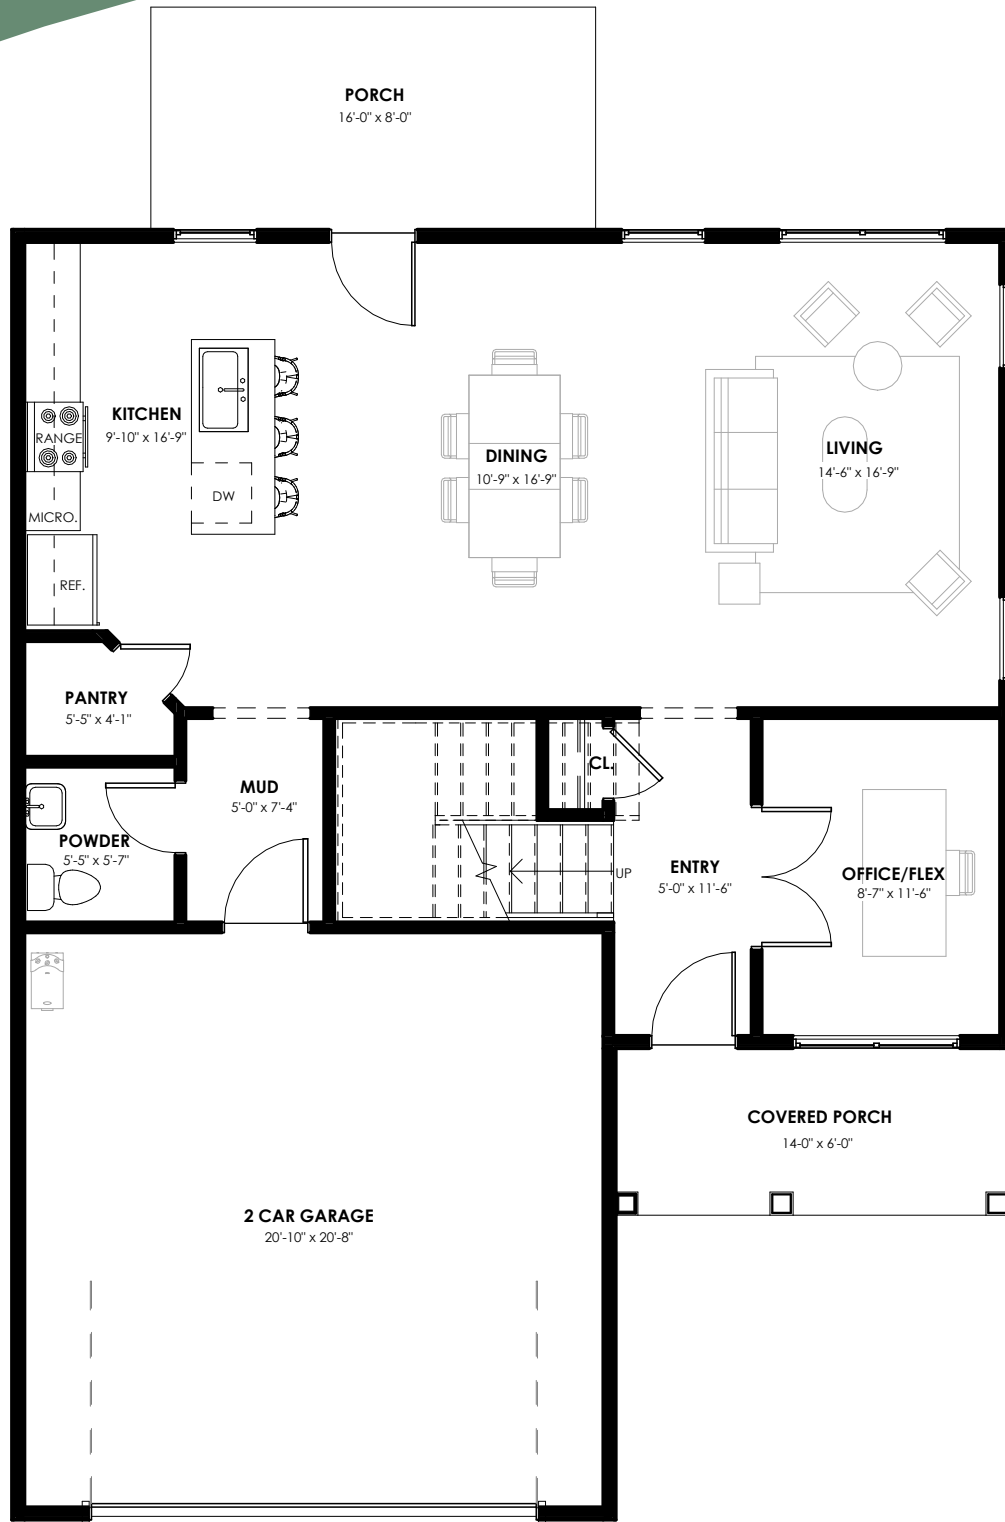 PORCH
16'-0" x 8'-0"
KITCHEN
9'-10" x 16'-9"
RANGE
MICRO.
REF.
DW
DINING
10'-9" x 16'-9"
LIVING
14'-6" x 16'-9"
PANTRY
5'-5" x 4'-1"
MUD
5'-0" x 7'-4"
CL.
POWDER
5'-5" x 5'-7"
UP
ENTRY
5'-0" x 11'-6"
OFFICE/FLEX
8'-7" x 11'-6"
COVERED PORCH
14-0" x 6'-0"
2 CAR GARAGE
20'-10" x 20'-8"